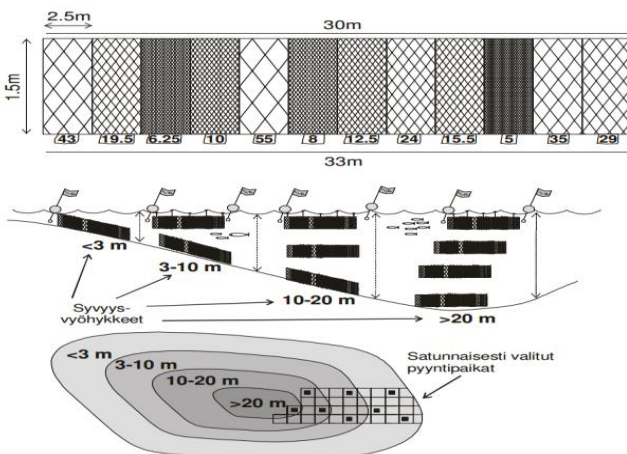 2.5m
30m
1.5m
43 19.5 6.25 10 55 8 12.5 24 15.5 5 35 29
33m
<3 m
3-10 m
10-20 m
>20 m
Syvyys-
vyöhykkeet
<3 m
3-10 m
10-20 m
>20 m
Satunnaisesti valitut
pyyntipaikat